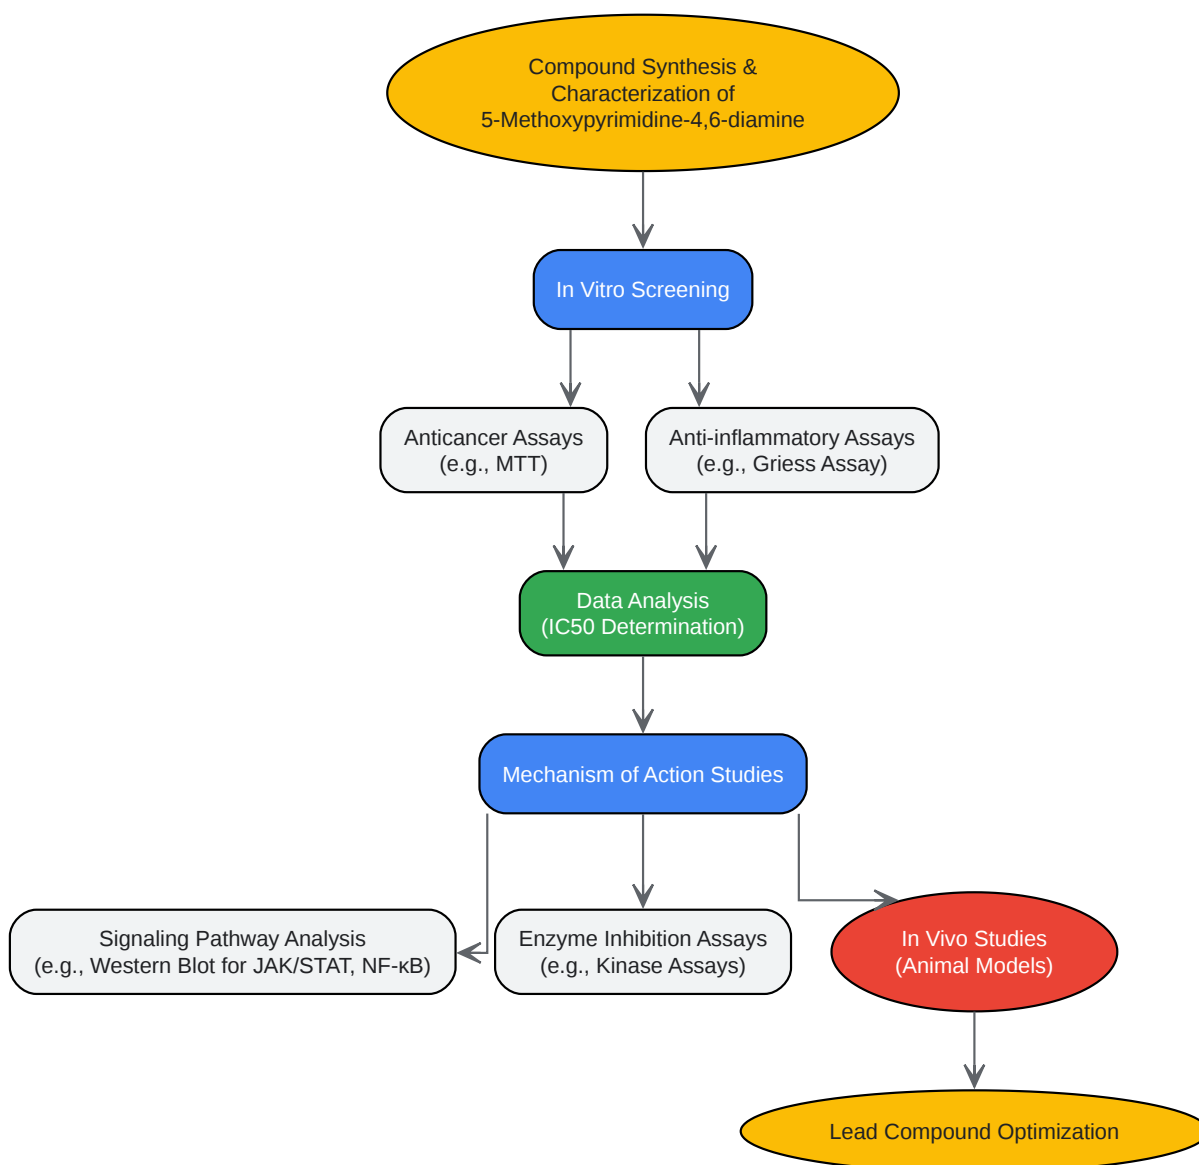 Compound Synthesis &
Characterization of
5-Methoxypyrimidine-4,6-diamine
In Vitro Screening
Anticancer Assays
(e.g., MTT)
Anti-inflammatory Assays
(e.g., Griess Assay)
Data Analysis
(IC50 Determination)
Mechanism of Action Studies
Signaling Pathway Analysis
(e.g., Western Blot for JAK/STAT, NF-κB)
Enzyme Inhibition Assays
(e.g., Kinase Assays)
In Vivo Studies
(Animal Models)
Lead Compound Optimization